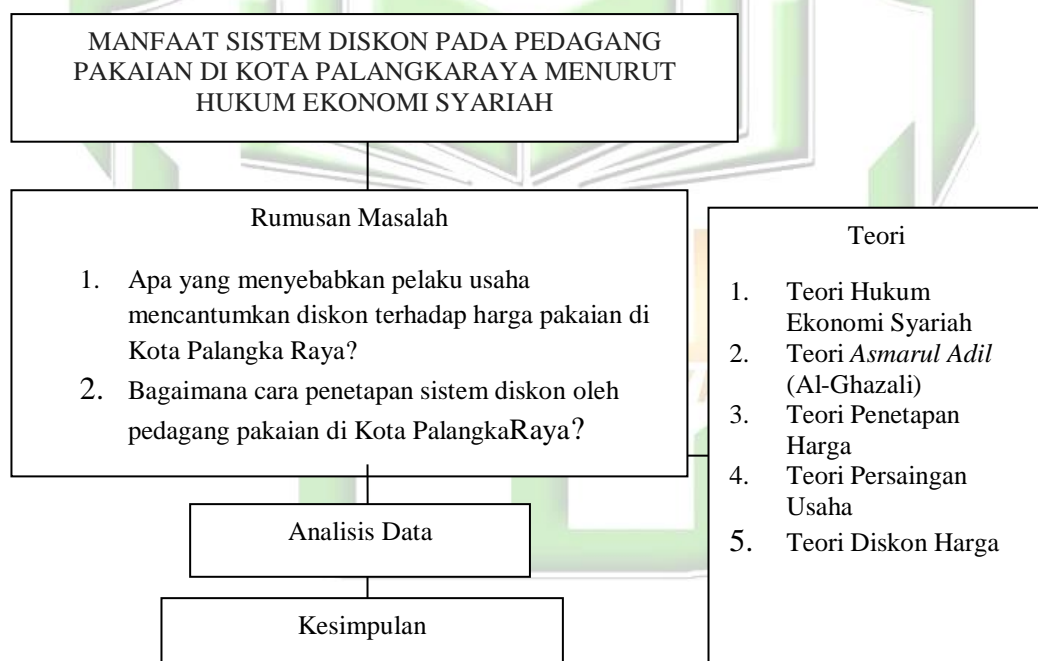 MANFAAT SISTEM DISKON PADA PEDAGANG
PAKAIAN DI KOTA PALANGKARAYA MENURUT
HUKUM EKONOMI SYARIAH
Rumusan Masalah
1. Apa yang menyebabkan pelaku usaha
mencantumkan diskon terhadap harga pakaian di
Kota Palangka Raya?
2. Bagaimana cara penetapan sistem diskon oleh
pedagang pakaian di Kota PalangkaRaya?
Teori
1. Teori Hukum
Ekonomi Syariah
2. Teori Asmarul Adil
(Al-Ghazali)
3. Teori Penetapan
Harga
4. Teori Persaingan
Usaha
5. Teori Diskon Harga
Analisis Data
Kesimpulan